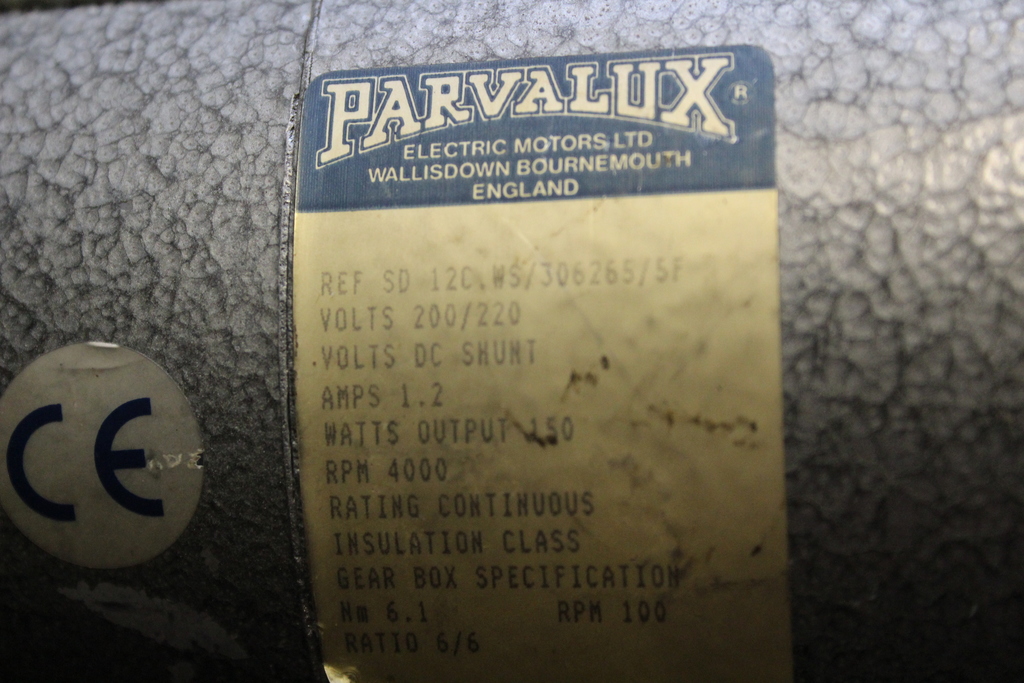 PARVALUX ®
ELECTRIC MOTORS LTD
WALLISDOWN BOURNEMOUTH
ENGLAND
REF SD 12C.WS/306265/5F
VOLTS 200/220
VOLTS DC SHUNT
AMPS 1.2
WATTS OUTPUT 150
RPM 4000
RATING CONTINUOUS
INSULATION CLASS
GEAR BOX SPECIFICATION
Nm 6.1 RPM 100
RATIO 6/6
CE